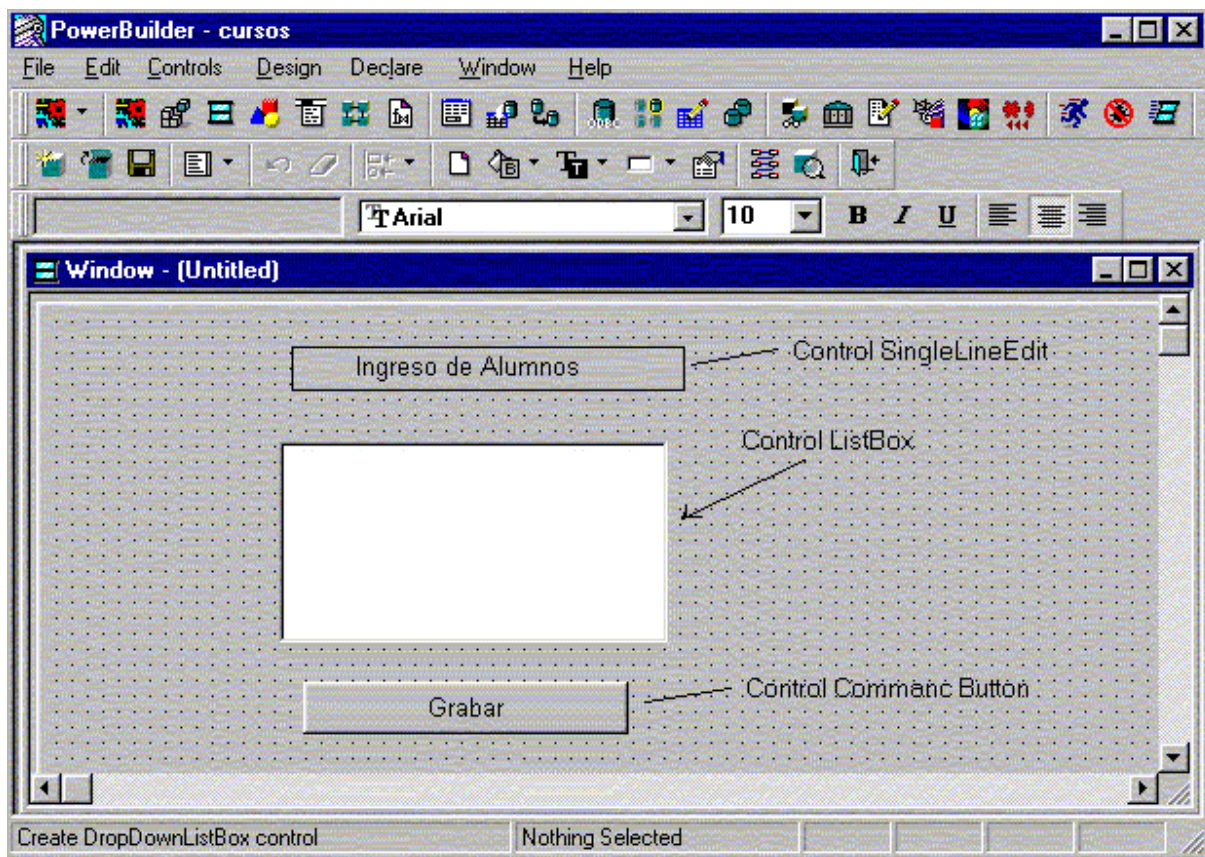 PowerBuilder - cursos
File Edit Controls Design Declare Window Help
ODBC
Arial 10 B I U
Window - (Untitled)
Ingreso de Alumnos
Control SingleLineEdit
Control ListBox
Control Commanc Button
Grabar
Create DropDownListBox control
Nothing Selected